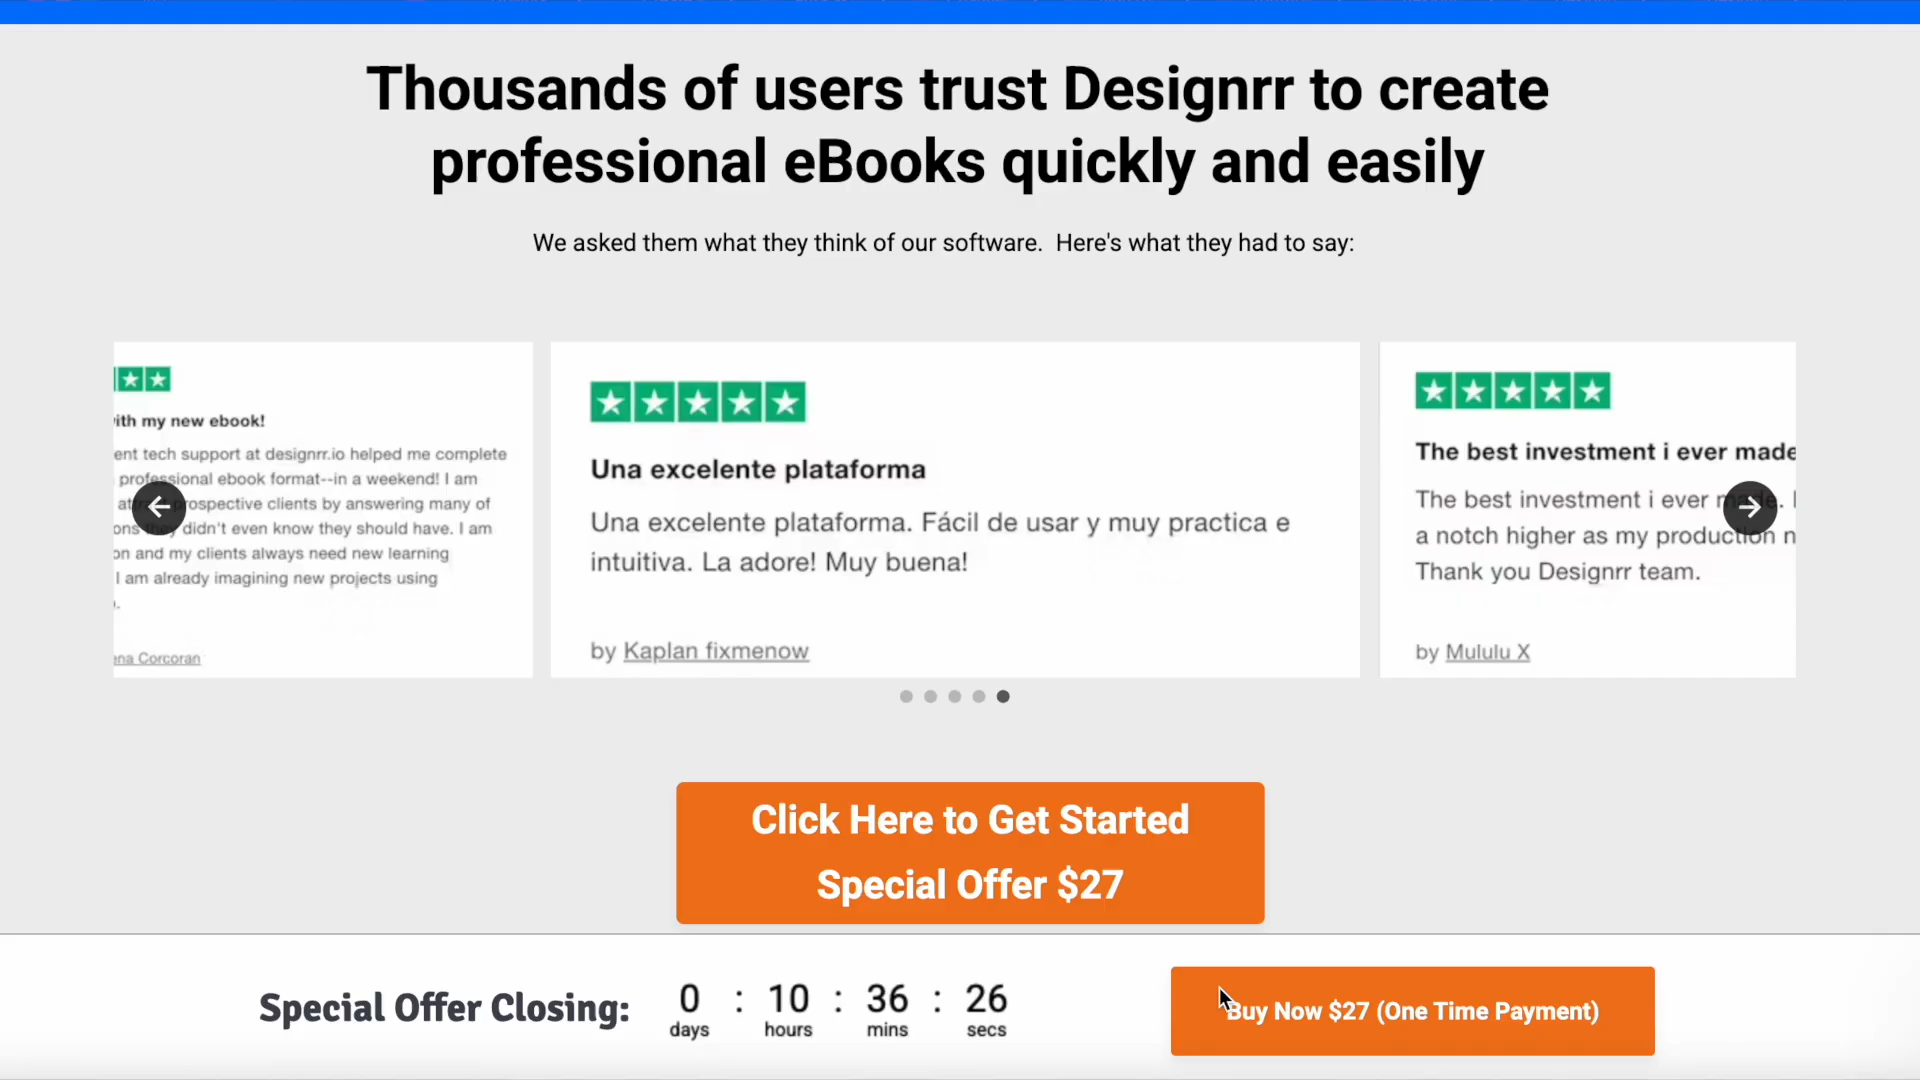 Thousands of users trust Designrr to create
professional eBooks quickly and easily
We asked them what they think of our software. Here's what they had to say:
with my new ebook!
ent tech support at designrr.io helped me complete
professional ebook format--in a weekend! I am
prospective clients by answering many of
ons they didn't even know they should have. I am
on and my clients always need new learning
I am already imagining new projects using
ena Corcoran
Una excelente plataforma
Una excelente plataforma. Fácil de usar y muy practica e
intuitiva. La adore! Muy buena!
by Kaplan fixmenow
The best investment i ever made
The best investment i ever made.
a notch higher as my production
Thank you Designrr team.
by Mululu X
Click Here to Get Started
Special Offer $27
Special Offer Closing:
0 : 10 : 36 : 26
days hours mins secs
Buy Now $27 (One Time Payment)